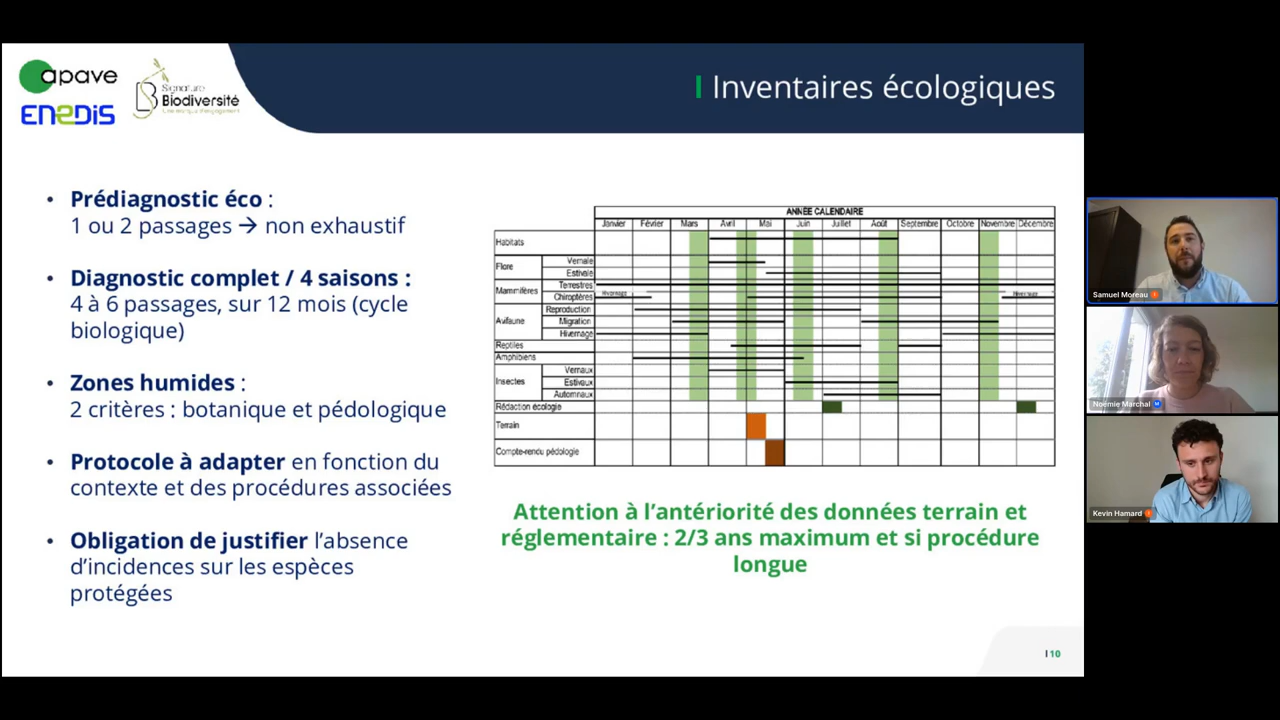 apave
ENEDIS
Signature
Biodiversité
Une marque d'engagement
Inventaires écologiques
• Prédiagnostic éco :
1 ou 2 passages → non exhaustif
• Diagnostic complet / 4 saisons :
4 à 6 passages, sur 12 mois (cycle
biologique)
• Zones humides :
2 critères : botanique et pédologique
• Protocole à adapter en fonction du
contexte et des procédures associées
• Obligation de justifier l'absence
d'incidences sur les espèces
protégées
ANNÉE CALENDAIRE
Janvier Février Mars Avril Mai Juin Juillet Août Septembre Octobre Novembre Décembre
Habitats
Flore
Vernale
Estivale
Mammifères
Terrestres
Chiroptères
Hivernage
Hivernage
Avifaune
Reproduction
Migration
Hivernage
Reptiles
Amphibiens
Insectes
Vernaux
Estivaux
Automnaux
Rédaction écologie
Terrain
Compte-rendu pédologie
Attention à l'antériorité des données terrain et
réglementaire : 2/3 ans maximum et si procédure
longue
10
Samuel Moreau
Noémie Marchal
Kevin Hamard